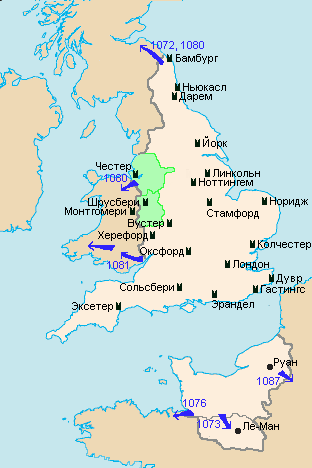 1072, 1080
Бамбург
Ньюкасл
Дарем
Йорк
Честер
1080
Линкольн
Ноттингем
Шрусбери
Монтгомери
Стамфорд
Норидж
Вустер
Херефорд
Оксфорд
Колчестер
1081
Лондон
Дувр
Сольсбери
Гастингс
Эксетер
Эрандел
Руан
1087
1076
1073
Ле-Ман